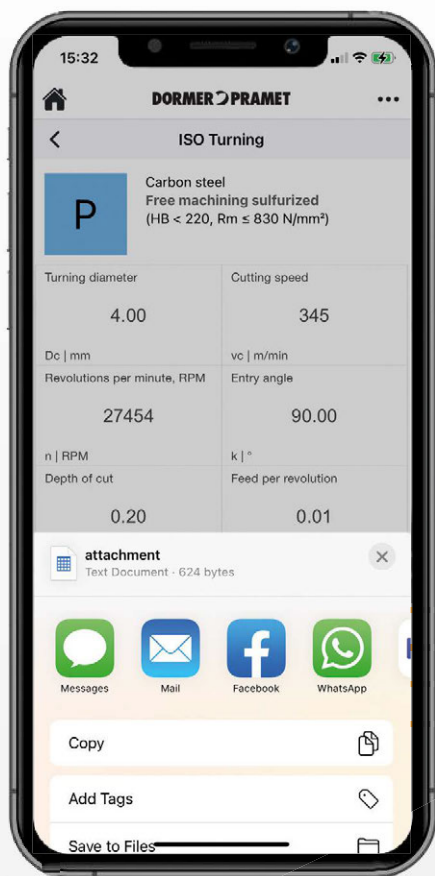 15:32
DORMER PRAMET
ISO Turning
P
Carbon steel
Free machining sulfurized
(HB < 220, Rm ≤ 830 N/mm²)
Turning diameter
4.00
Dc | mm
Cutting speed
345
vc | m/min
Revolutions per minute, RPM
27454
n | RPM
Entry angle
90.00
k | °
Depth of cut
0.20
Feed per revolution
0.01
attachment
Text Document · 624 bytes
Messages
Mail
Facebook
WhatsApp
Copy
Add Tags
Save to Files